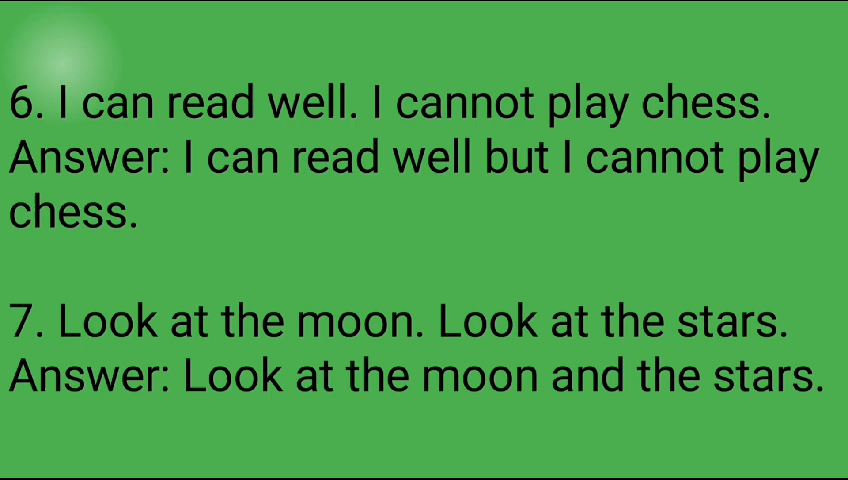 6. I can read well. I cannot play chess.
Answer: I can read well but I cannot play
chess.
7. Look at the moon. Look at the stars.
Answer: Look at the moon and the stars.